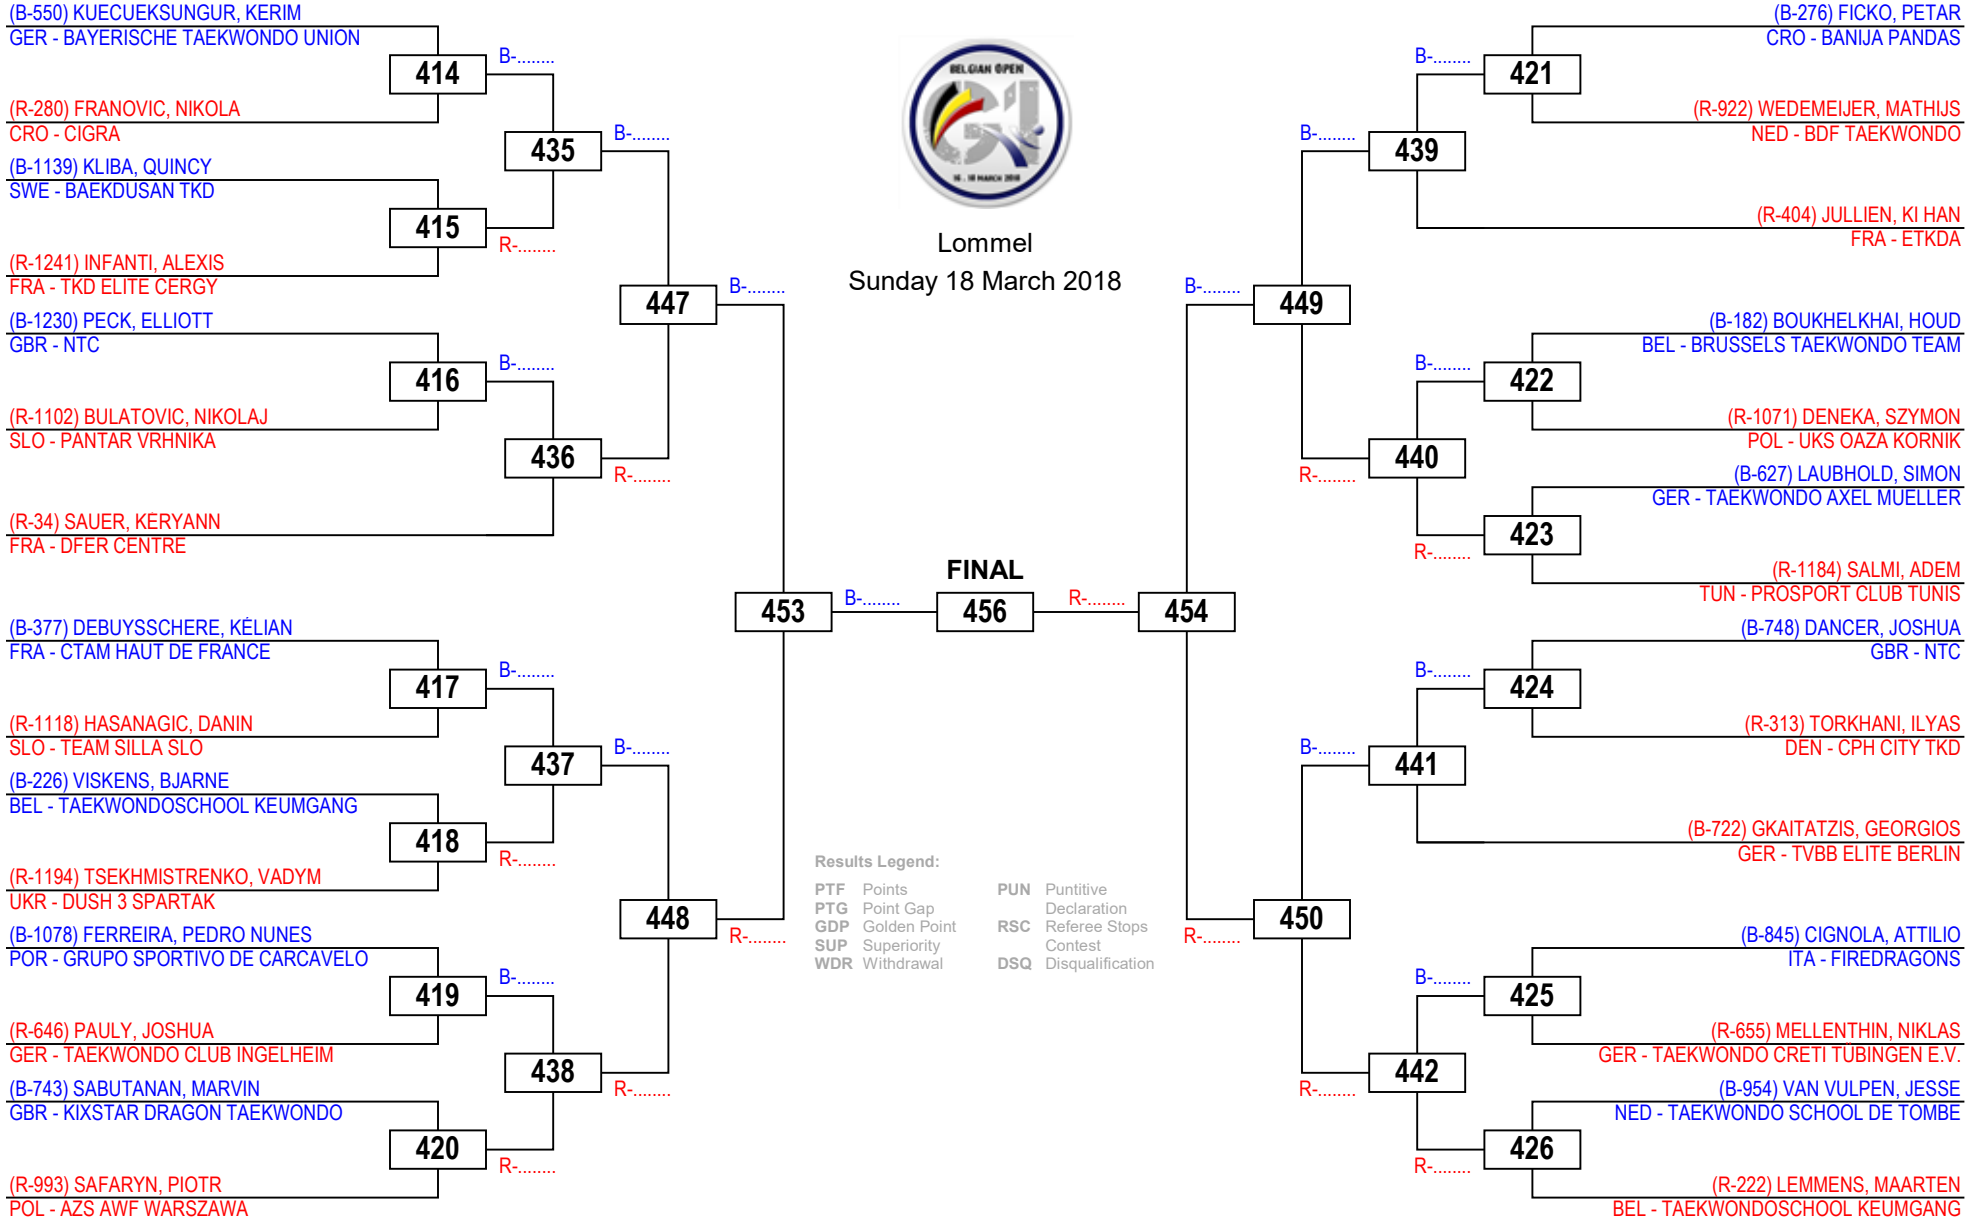 (B-550) KUECUEKSUNGUR, KERIM
GER - BAYERISCHE TAEKWONDO UNION
414
B-........
(R-280) FRANOVIC, NIKOLA
CRO - CIGRA
435
B-........
(B-1139) KLIBA, QUINCY
SWE - BAEKDUSAN TKD
415
R-........
(R-1241) INFANTI, ALEXIS
FRA - TKD ELITE CERGY
447
B-........
(B-1230) PECK, ELLIOTT
GBR - NTC
416
B-........
(R-1102) BULATOVIC, NIKOLAJ
SLO - PANTAR VRHNIKA
436
R-........
(R-34) SAUER, KÉRYANN
FRA - DFER CENTRE
453
B-........
(B-377) DEBUYSSCHERE, KÉLIAN
FRA - CTAM HAUT DE FRANCE
417
B-........
(R-1118) HASANAGIC, DANIN
SLO - TEAM SILLA SLO
437
B-........
(B-226) VISKENS, BJARNE
BEL - TAEKWONDOSCHOOL KEUMGANG
418
R-........
(R-1194) TSEKHMISTRENKO, VADYM
UKR - DUSH 3 SPARTAK
448
R-........
(B-1078) FERREIRA, PEDRO NUNES
POR - GRUPO SPORTIVO DE CARCAVELO
419
B-........
(R-646) PAULY, JOSHUA
GER - TAEKWONDO CLUB INGELHEIM
438
R-........
(B-743) SABUTANAN, MARVIN
GBR - KIXSTAR DRAGON TAEKWONDO
420
R-........
(R-993) SAFARYN, PIOTR
POL - AZS AWF WARSZAWA
BELGIAN OPEN
G1
16 - 18 MARCH 2018
Lommel
Sunday 18 March 2018
FINAL
456
Results Legend:
PTF Points
PTG Point Gap
GDP Golden Point
SUP Superiority
WDR Withdrawal
PUN Puntitive
Declaration
RSC Referee Stops
Contest
DSQ Disqualification
(B-276) FICKO, PETAR
CRO - BANIJA PANDAS
B-........
421
(R-922) WEDEMEIJER, MATHIJS
NED - BDF TAEKWONDO
B-........
439
(R-404) JULLIEN, KI HAN
FRA - ETKDA
B-........
449
(B-182) BOUKHELKHAI, HOUD
BEL - BRUSSELS TAEKWONDO TEAM
B-........
422
(R-1071) DENEKA, SZYMON
POL - UKS OAZA KORNIK
R-........
440
(B-627) LAUBHOLD, SIMON
GER - TAEKWONDO AXEL MUELLER
R-........
423
(R-1184) SALMI, ADEM
TUN - PROSPORT CLUB TUNIS
R-........
454
(B-748) DANCER, JOSHUA
GBR - NTC
B-........
424
(R-313) TORKHANI, ILYAS
DEN - CPH CITY TKD
B-........
441
(B-722) GKAITATZIS, GEORGIOS
GER - TVBB ELITE BERLIN
R-........
450
(B-845) CIGNOLA, ATTILIO
ITA - FIREDRAGONS
B-........
425
(R-655) MELLENTHIN, NIKLAS
GER - TAEKWONDO CRETI TÜBINGEN E.V.
R-........
442
(B-954) VAN VULPEN, JESSE
NED - TAEKWONDO SCHOOL DE TOMBE
R-........
426
(R-222) LEMMENS, MAARTEN
BEL - TAEKWONDOSCHOOL KEUMGANG